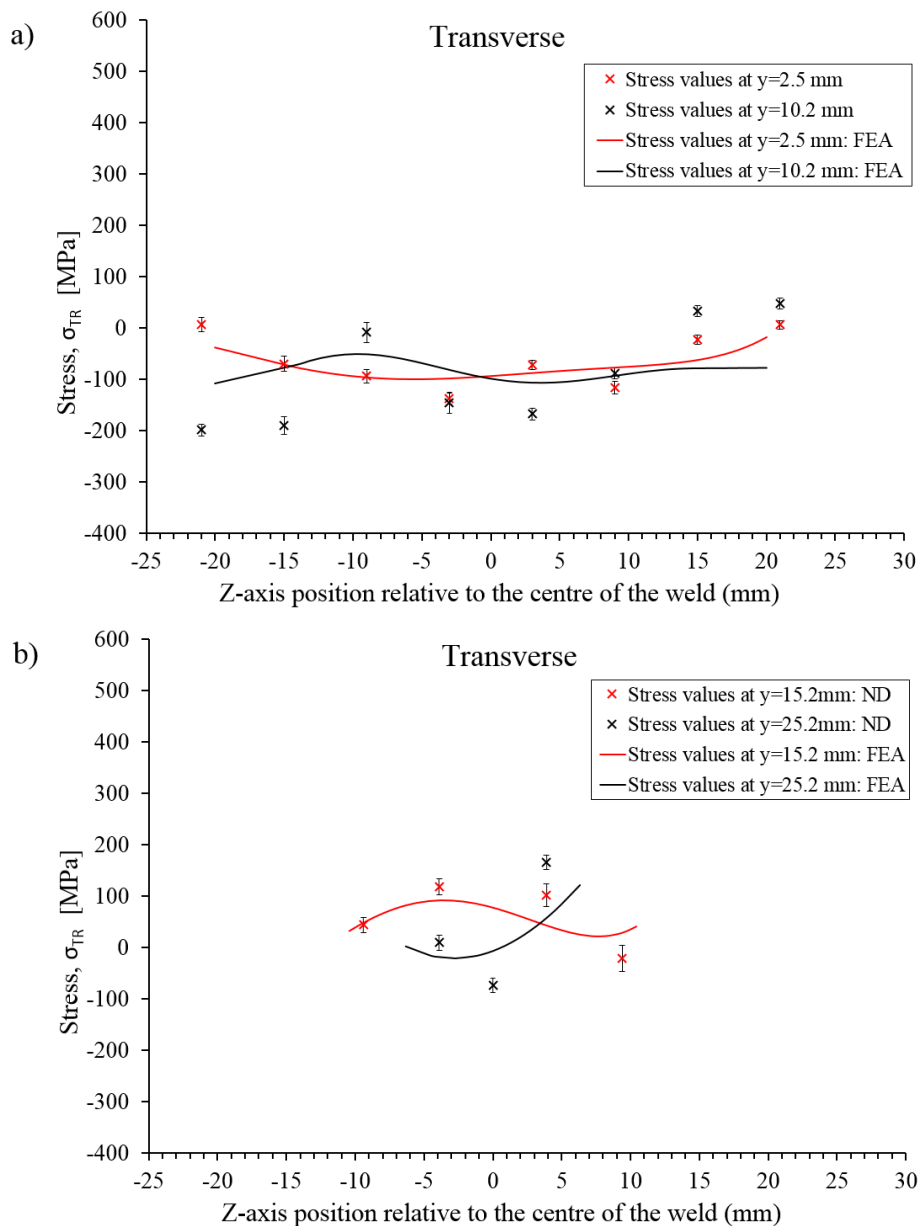 a)
Transverse
Stress values at y=2.5 mm
Stress values at y=10.2 mm
Stress values at y=2.5 mm: FEA
Stress values at y=10.2 mm: FEA
600
500
400
300
200
100
0
-100
-200
-300
-400
Stress, σTR [MPa]
-25 -20 -15 -10 -5 0 5 10 15 20 25 30
Z-axis position relative to the centre of the weld (mm)
b)
Transverse
Stress values at y=15.2mm: ND
Stress values at y=25.2mm: ND
Stress values at y=15.2 mm: FEA
Stress values at y=25.2 mm: FEA
600
500
400
300
200
100
0
-100
-200
-300
-400
Stress, σTR [MPa]
-25 -20 -15 -10 -5 0 5 10 15 20 25 30
Z-axis position relative to the centre of the weld (mm)